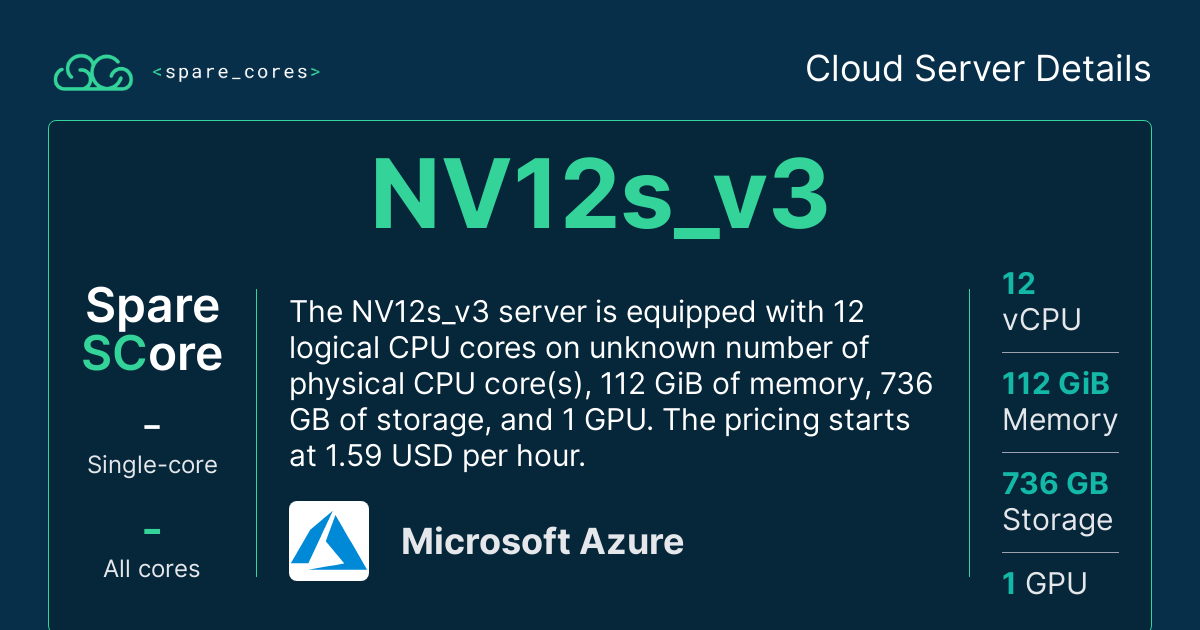 <spare_cores>
Cloud Server Details
NV12s_v3
Spare
SCore
–
Single-core
–
All cores
The NV12s_v3 server is equipped with 12
logical CPU cores on unknown number of
physical CPU core(s), 112 GiB of memory, 736
GB of storage, and 1 GPU. The pricing starts
at 1.59 USD per hour.
Microsoft Azure
12
vCPU
112 GiB
Memory
736 GB
Storage
1 GPU